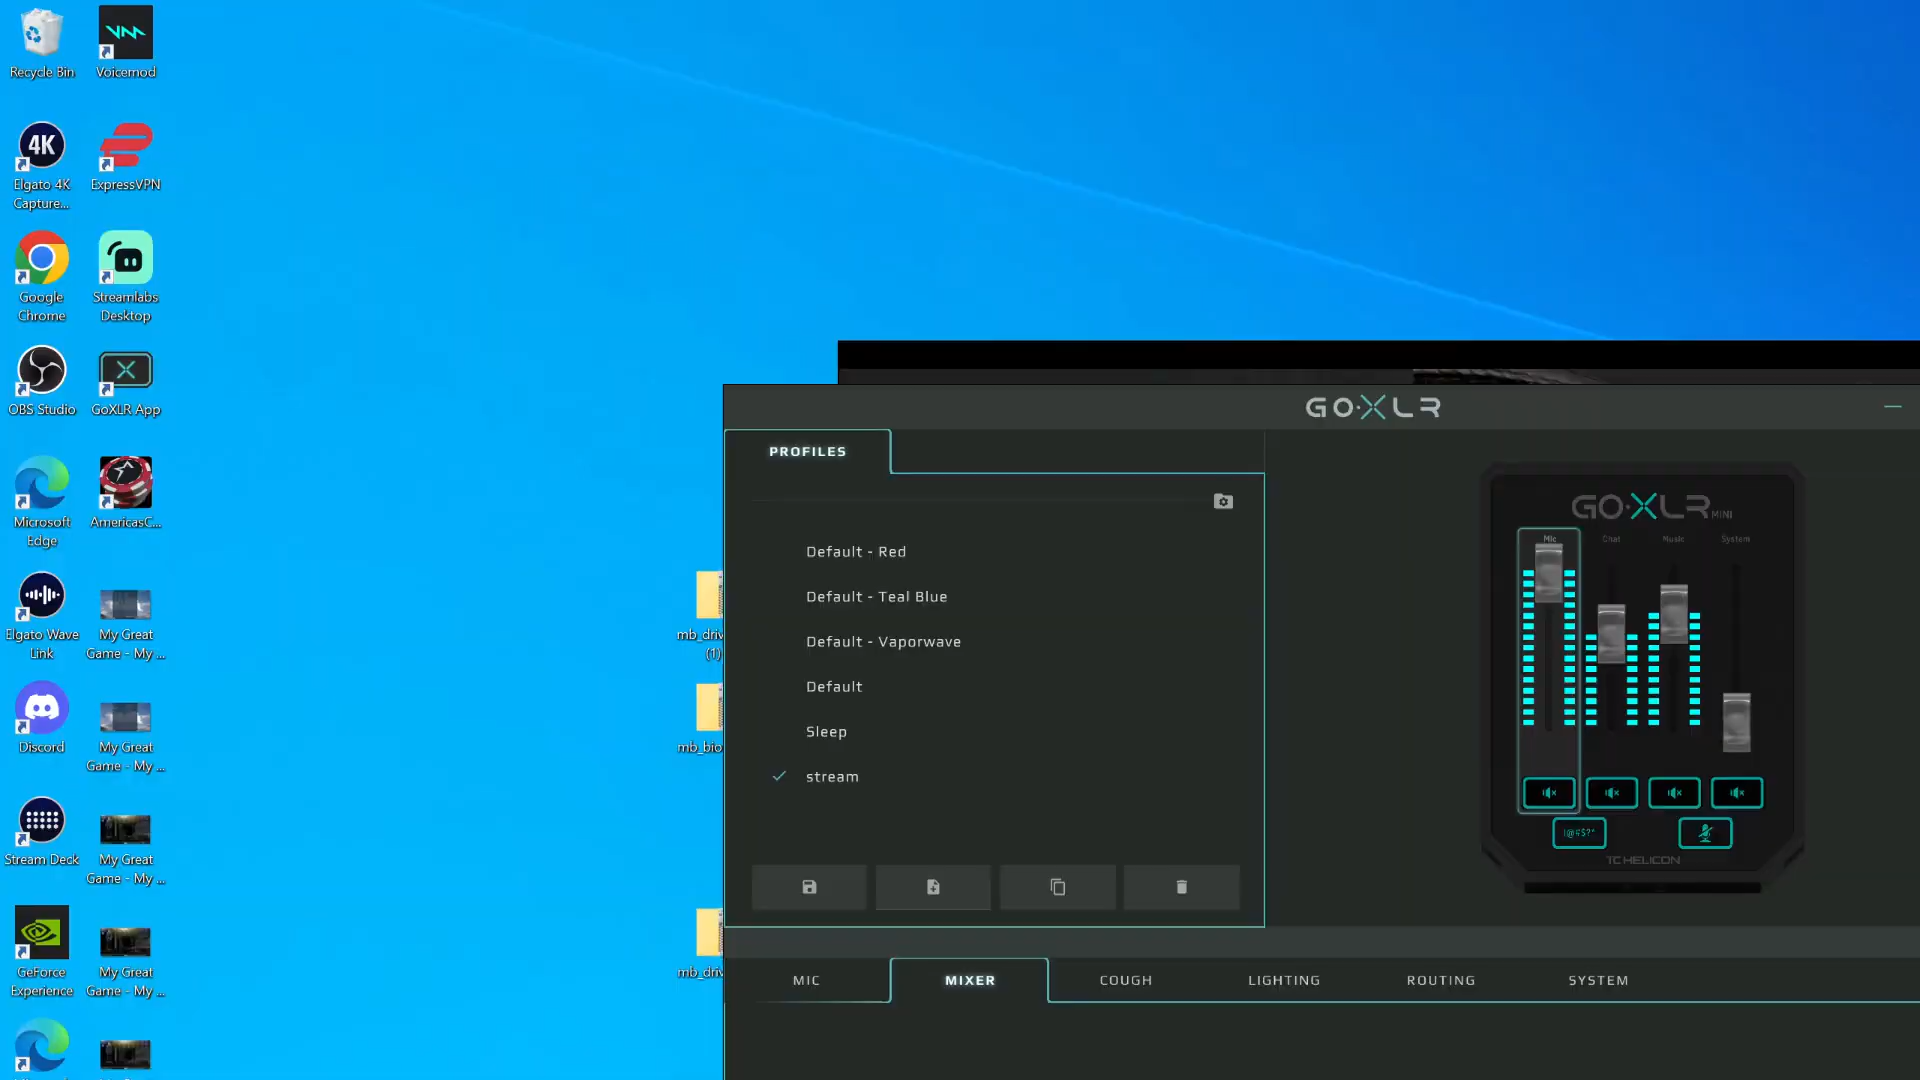 Recycle Bin
Voicemod
4K
Elgato 4K
Capture...
ExpressVPN
Google
Chrome
Streamlabs
Desktop
OBS Studio
GoXLR App
Microsoft
Edge
AmericasC...
Elgato Wave
Link
My Great
Game - My ...
Discord
My Great
Game - My ...
Stream Deck
My Great
Game - My ...
GeForce
Experience
My Great
Game - My ...
mb_driv
(1)
mb_bio
mb_driv
GO·XLR
PROFILES
Default - Red
Default - Teal Blue
Default - Vaporwave
Default
Sleep
stream
GO·XLR MINI
Mic
Chat
Music
System
!@#$?*
TC HELICON
MIC
MIXER
COUGH
LIGHTING
ROUTING
SYSTEM